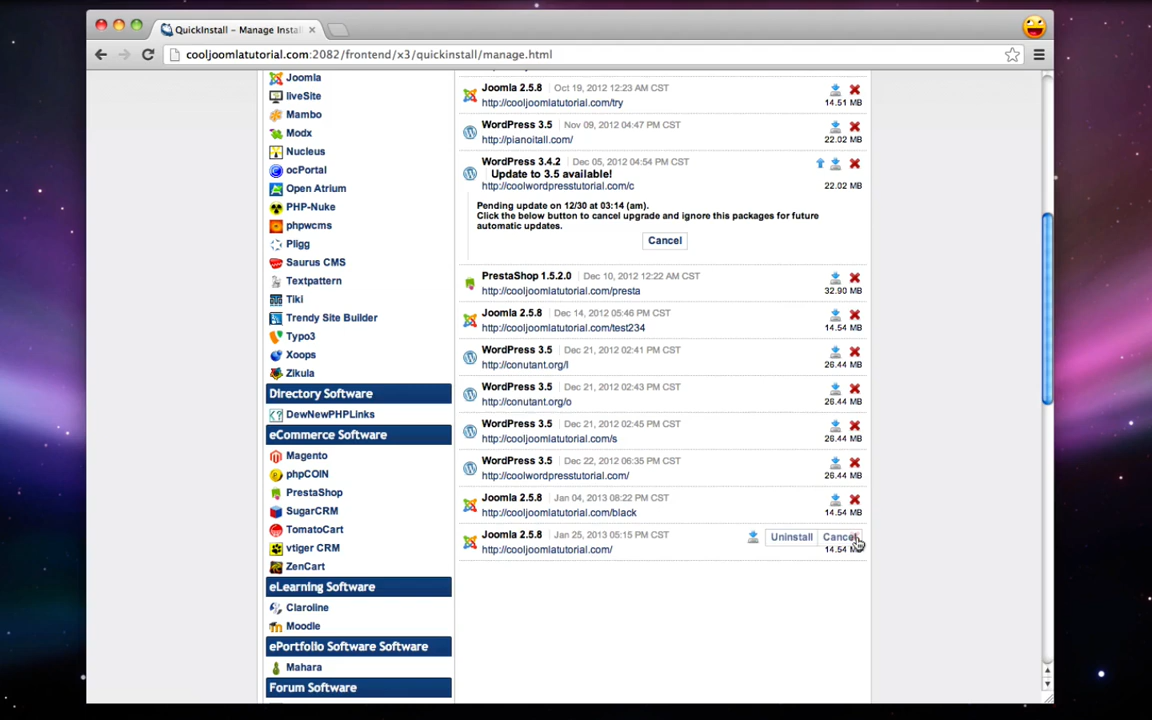 QuickInstall – Manage Instal
cooljoomlatutorial.com:2082/frontend/x3/quickinstall/manage.html
Joomla
liveSite
Mambo
Modx
Nucleus
ocPortal
Open Atrium
PHP-Nuke
phpwcms
Pligg
Saurus CMS
Textpattern
Tiki
Trendy Site Builder
Typo3
Xoops
Zikula
Directory Software
DewNewPHPLinks
eCommerce Software
Magento
phpCOIN
PrestaShop
SugarCRM
TomatoCart
vtiger CRM
ZenCart
eLearning Software
Claroline
Moodle
ePortfolio Software Software
Mahara
Forum Software
Joomla 2.5.8 | Oct 19, 2012 12:23 AM CST
http://cooljoomlatutorial.com/try 14.51 MB
WordPress 3.5 | Nov 09, 2012 04:47 PM CST
http://pianoitall.com/ 22.02 MB
WordPress 3.4.2 | Dec 05, 2012 04:54 PM CST
Update to 3.5 available!
http://coolwordpresstutorial.com/c 22.02 MB
Pending update on 12/30 at 03:14 (am).
Click the below button to cancel upgrade and ignore this packages for future
automatic updates.
Cancel
PrestaShop 1.5.2.0 | Dec 10, 2012 12:22 AM CST
http://cooljoomlatutorial.com/presta 32.90 MB
Joomla 2.5.8 | Dec 14, 2012 05:46 PM CST
http://cooljoomlatutorial.com/test234 14.54 MB
WordPress 3.5 | Dec 21, 2012 02:41 PM CST
http://conutant.org/l 26.44 MB
WordPress 3.5 | Dec 21, 2012 02:43 PM CST
http://conutant.org/o 26.44 MB
WordPress 3.5 | Dec 21, 2012 02:45 PM CST
http://cooljoomlatutorial.com/s 26.44 MB
WordPress 3.5 | Dec 22, 2012 06:35 PM CST
http://coolwordpresstutorial.com/ 26.44 MB
Joomla 2.5.8 | Jan 04, 2013 08:22 PM CST
http://cooljoomlatutorial.com/black 14.54 MB
Joomla 2.5.8 | Jan 25, 2013 05:15 PM CST Uninstall Cancel
http://cooljoomlatutorial.com/ 14.54 MB